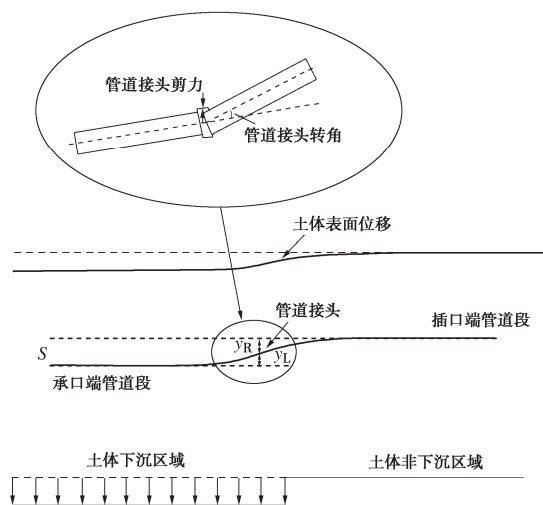 管道接头剪力
管道接头转角
土体表面位移
管道接头
插口端管道段
S
yR
yL
承口端管道段
土体下沉区域
土体非下沉区域